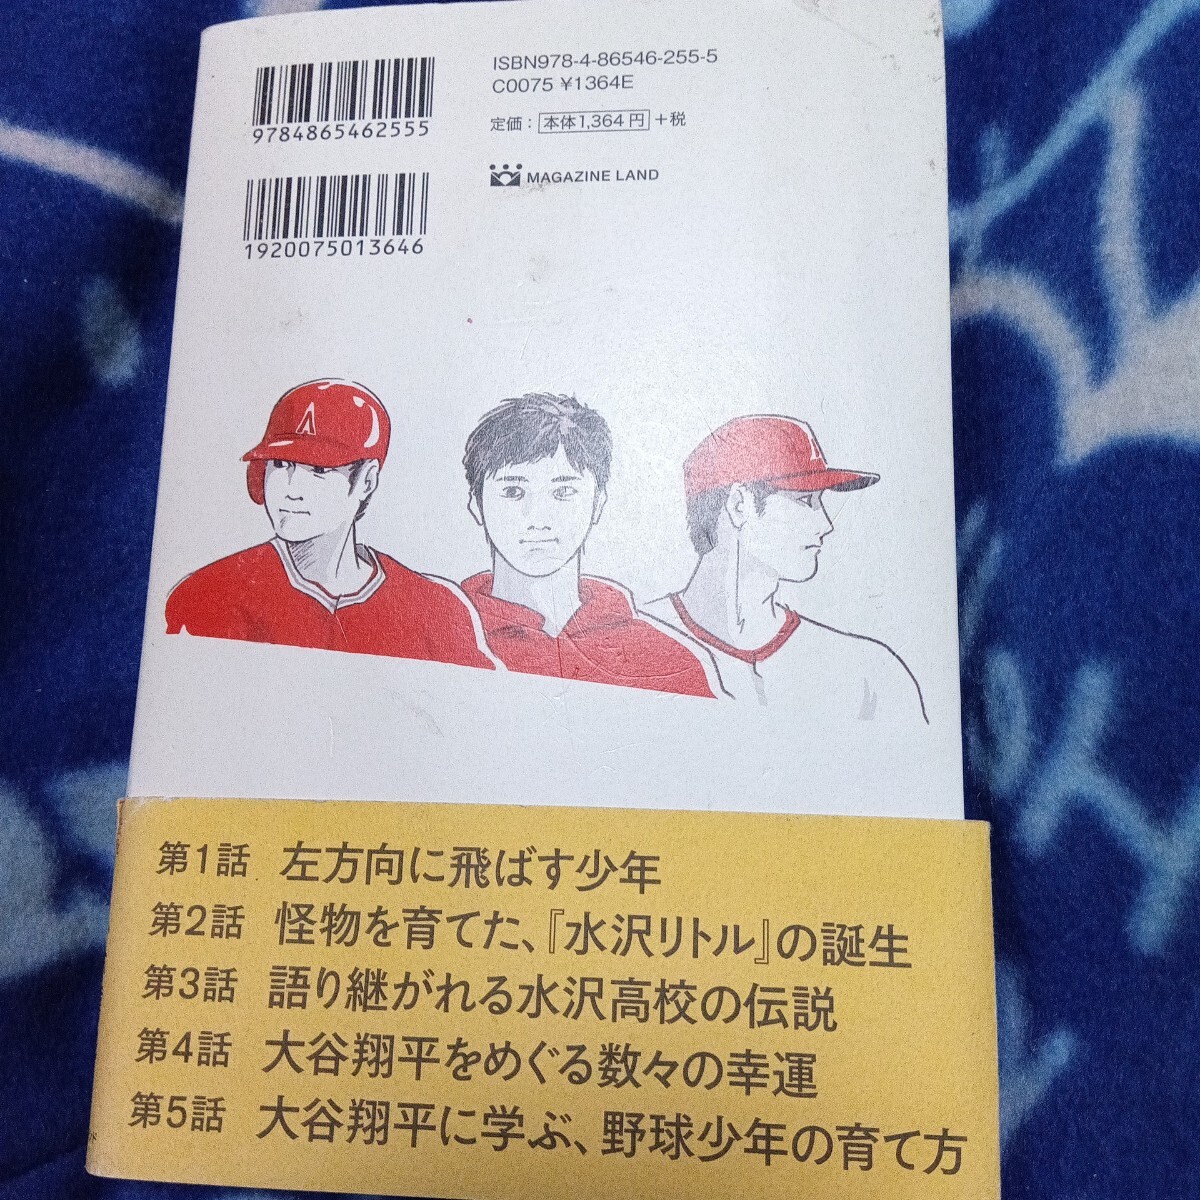 ISBN978-4-86546-255-5
C0075 ¥1364E
9784865462555
定価：本体1,364円+税
MAGAZINE LAND
1920075013646
A
A
第1話 左方向に飛ばす少年
第2話 怪物を育てた、『水沢リトル』の誕生
第3話 語り継がれる水沢高校の伝説
第4話 大谷翔平をめぐる数々の幸運
第5話 大谷翔平に学ぶ、野球少年の育て方